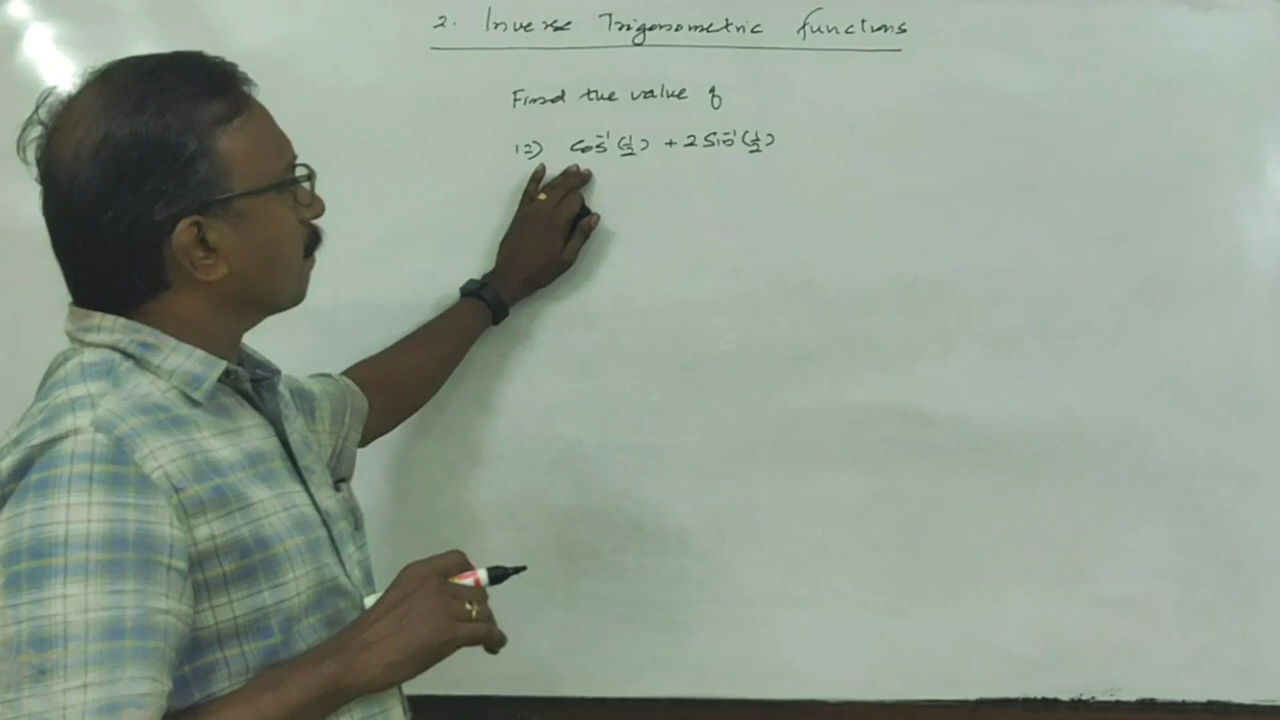 2. Inverse Trigonometric functions
Find the value of
12) Cos⁻¹(1/2) + 2 Sin⁻¹(1/2)